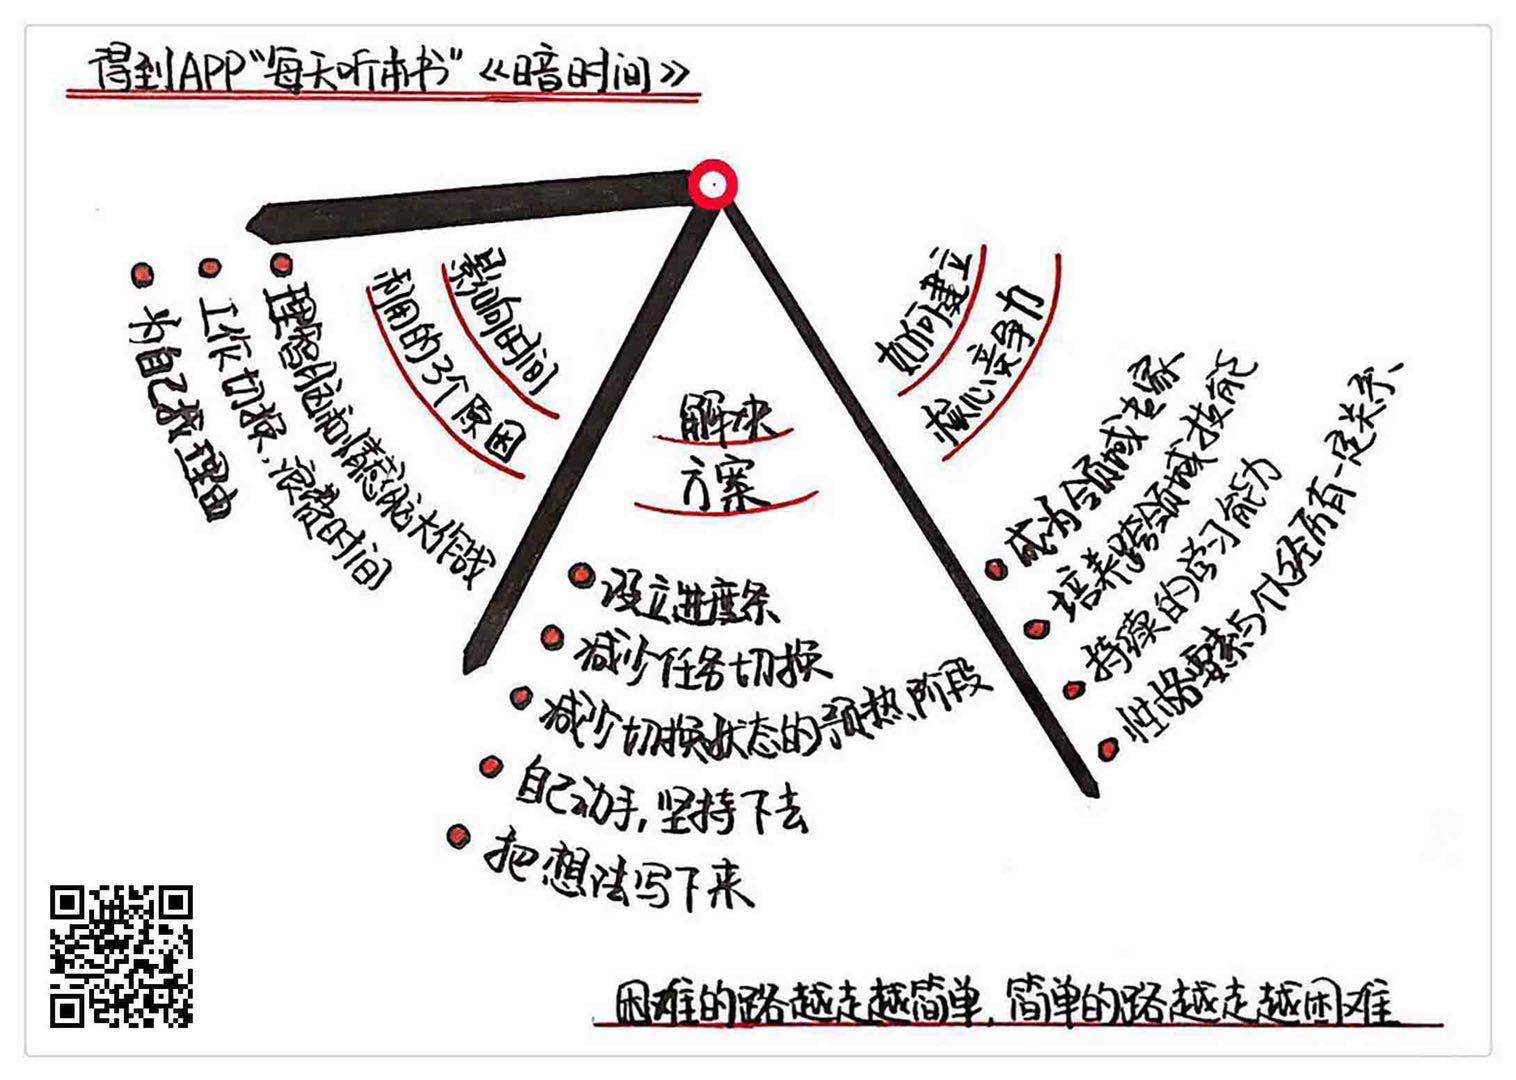 得到APP“每天听本书”《暗时间》
影响时间
利用的3个原因
理智脑和情感脑大作战
工作切换,浪费时间
为自己找理由
解决
方案
设立进度条
减少任务切换
减少切换状态的预热阶段
自己动手,坚持下去
把想法写下来
如何建立
核心竞争力
成为领域专家
培养跨领域技能
持续的学习能力
性格要素与个人经历有一定关系
困难的路越走越简单,简单的路越走越困难